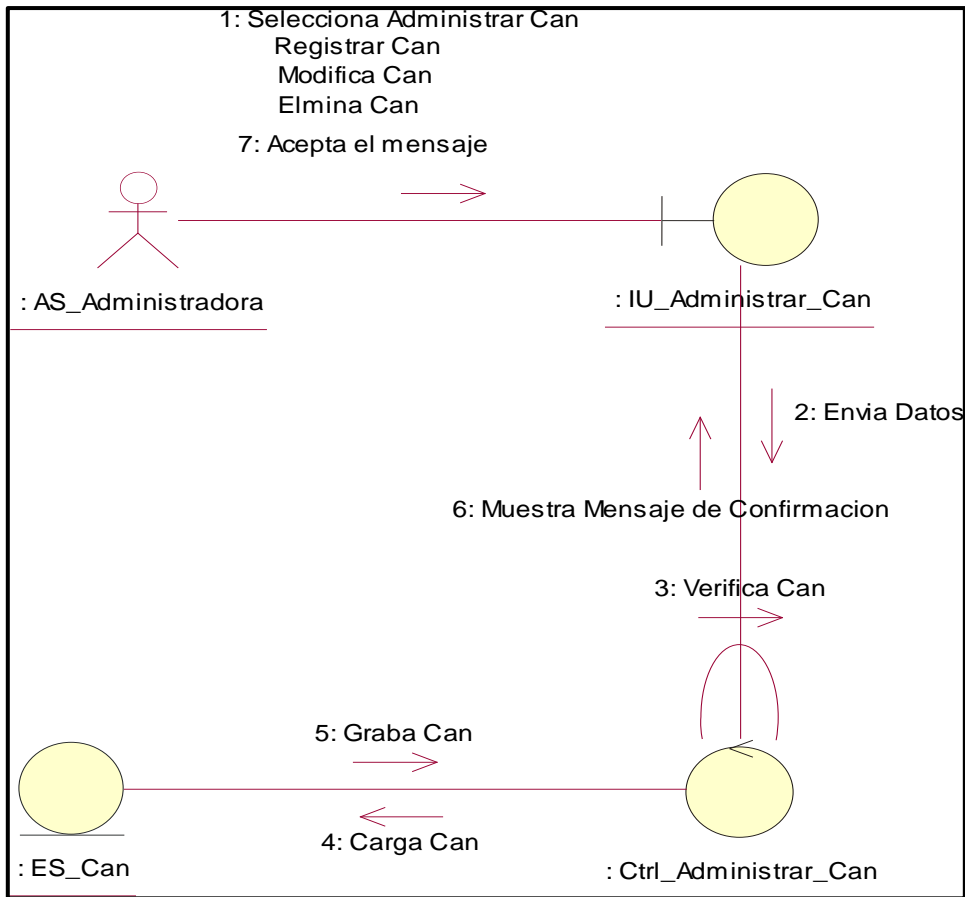 1: Selecciona Administrar Can
Registrar Can
Modifica Can
Elmina Can
7: Acepta el mensaje
: AS_Administradora
: IU_Administrar_Can
2: Envia Datos
6: Muestra Mensaje de Confirmacion
3: Verifica Can
5: Graba Can
4: Carga Can
: ES_Can
: Ctrl_Administrar_Can